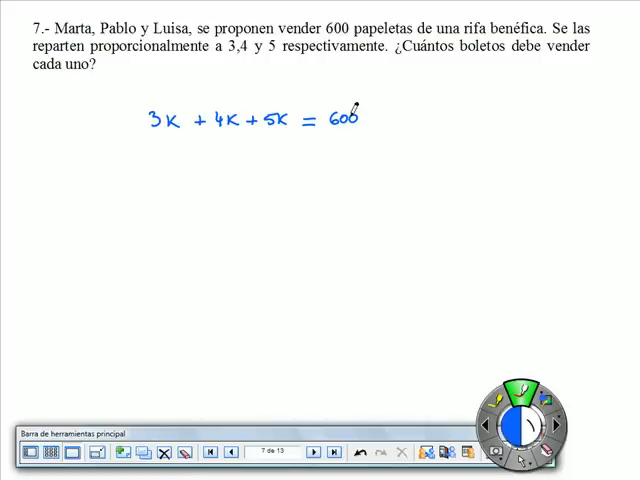 7.- Marta, Pablo y Luisa, se proponen vender 600 papeletas de una rifa benéfica. Se las
reparten proporcionalmente a 3,4 y 5 respectivamente. ¿Cuántos boletos debe vender
cada uno?
3K + 4K + 5K = 600
Barra de herramientas principal
7 de 13